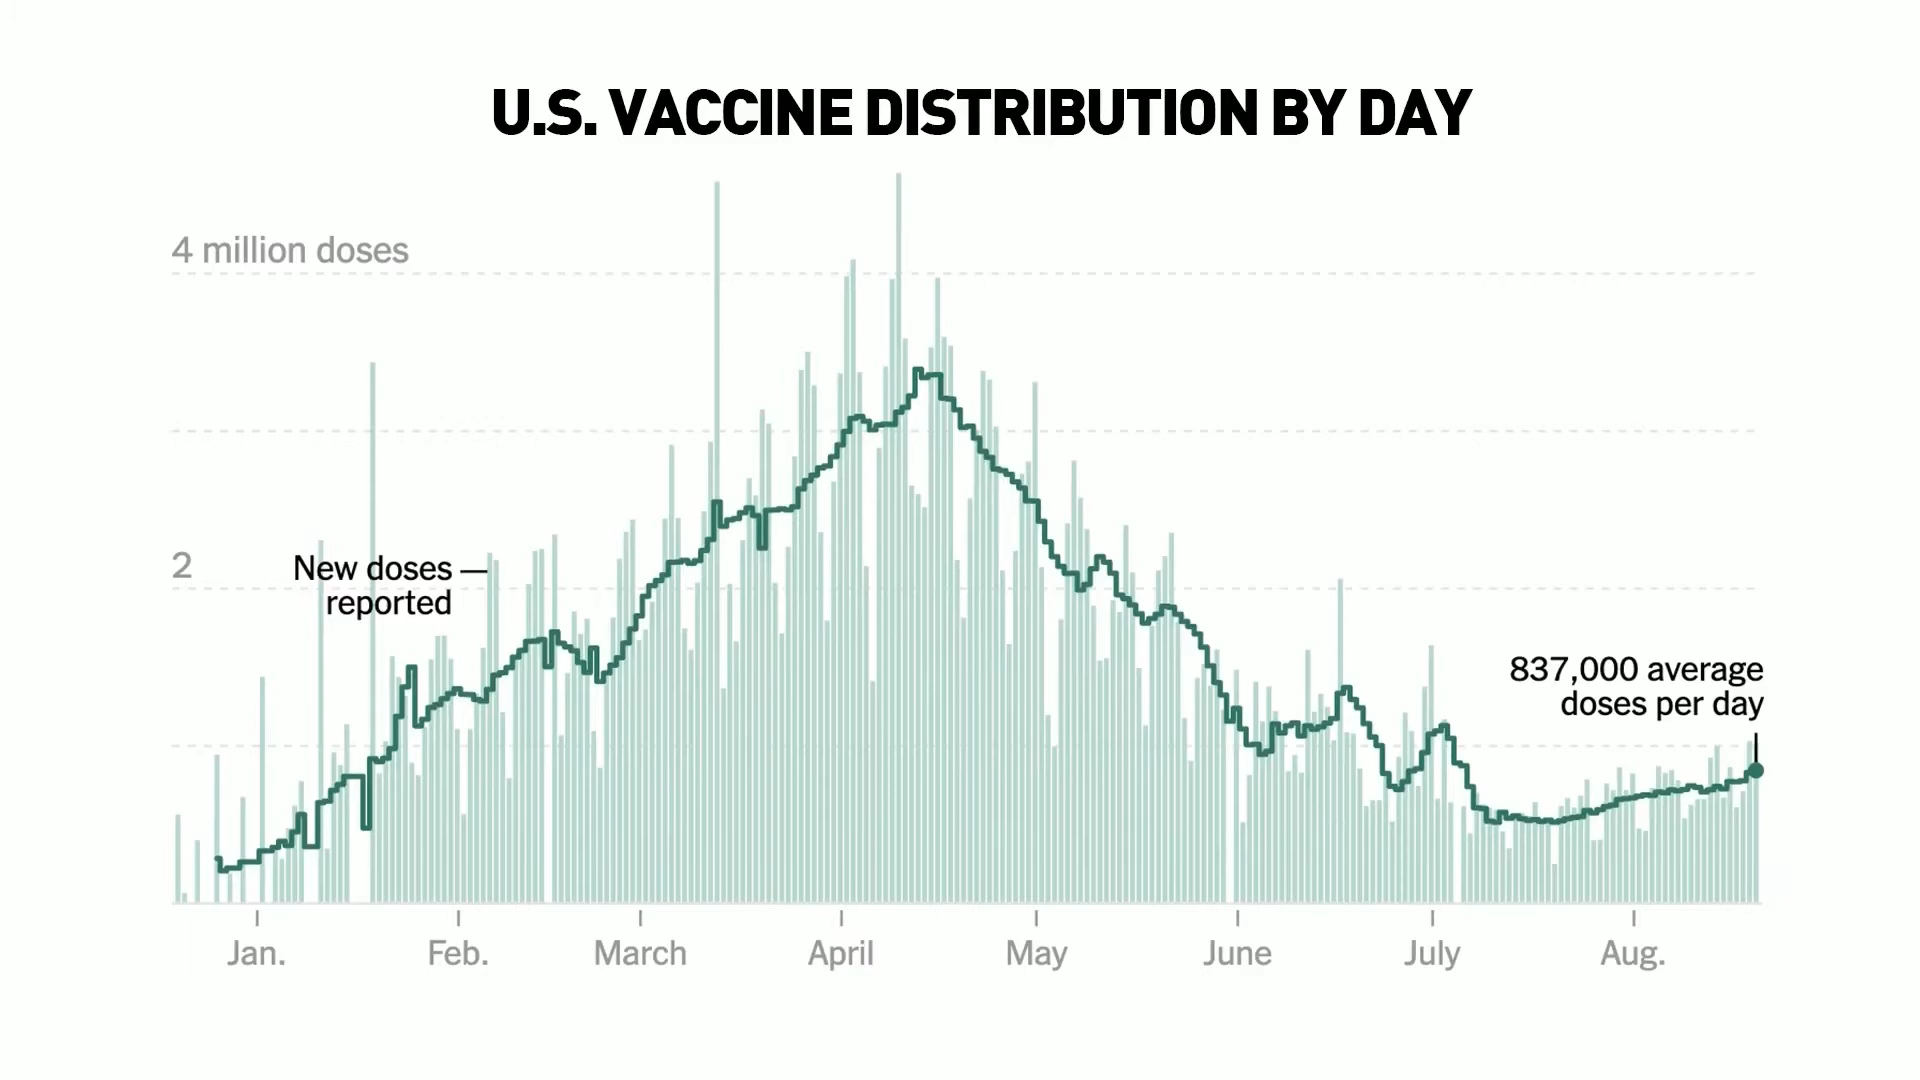 U.S. VACCINE DISTRIBUTION BY DAY
4 million doses
2
New doses
reported
837,000 average
doses per day
Jan. Feb. March April May June July Aug.